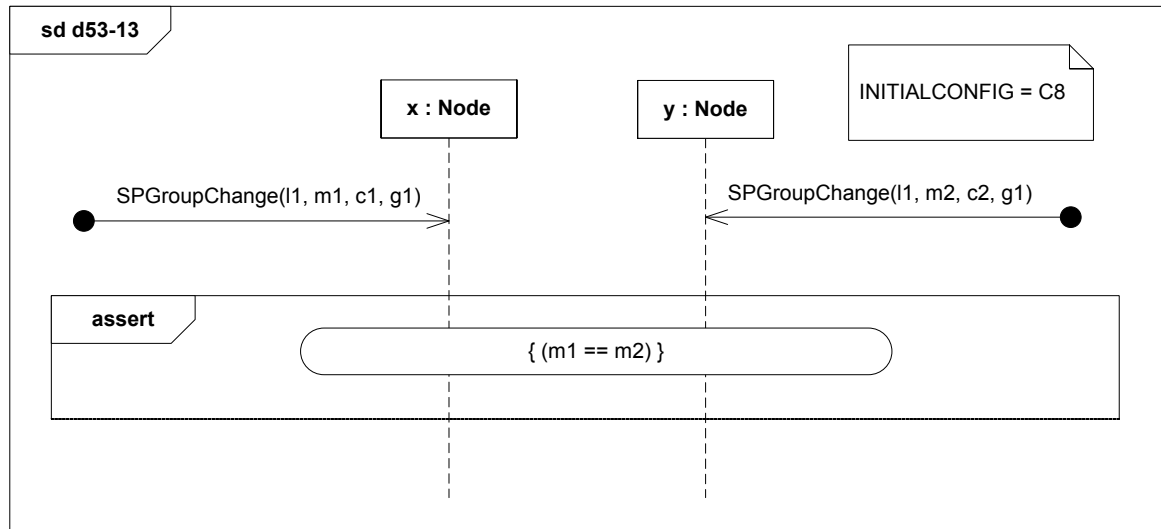 sd d53-13
INITIALCONFIG = C8
x : Node
y : Node
SPGroupChange(l1, m1, c1, g1)
SPGroupChange(l1, m2, c2, g1)
assert
{ (m1 == m2) }